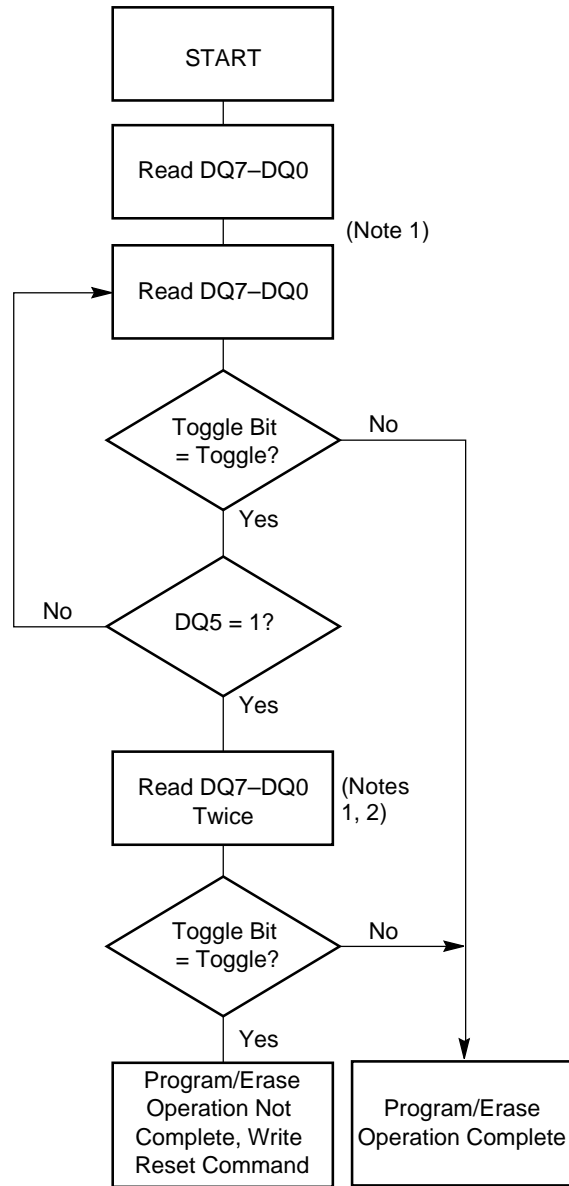 START
Read DQ7–DQ0
(Note 1)
Read DQ7–DQ0
Toggle Bit
= Toggle?
No
Yes
No
DQ5 = 1?
Yes
Read DQ7–DQ0
Twice
(Notes
1, 2)
Toggle Bit
= Toggle?
No
Yes
Program/Erase
Operation Not
Complete, Write
Reset Command
Program/Erase
Operation Complete